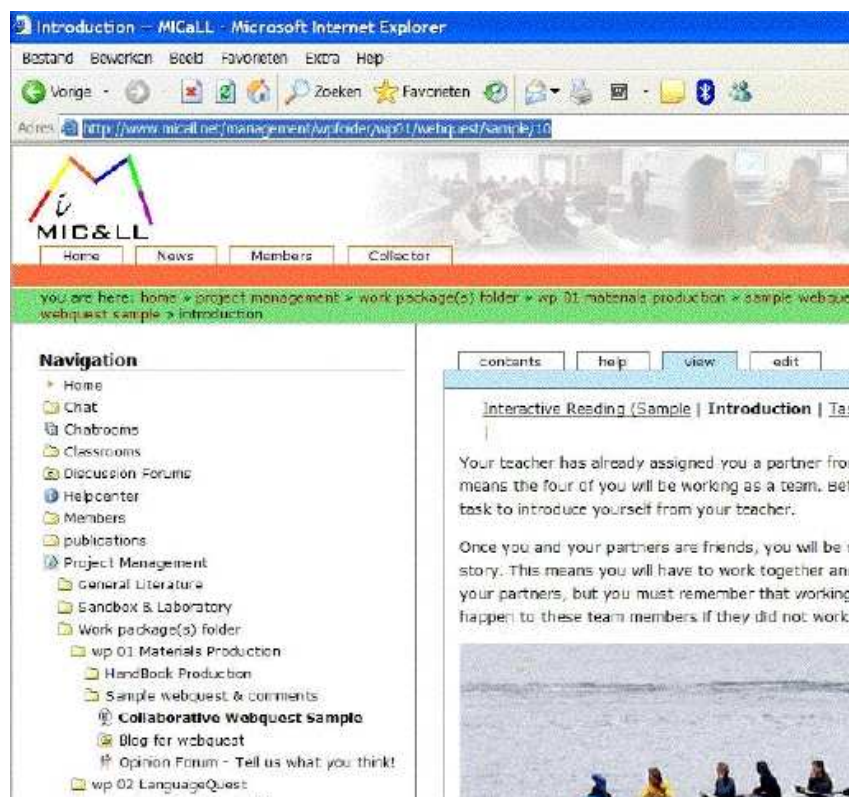 Introduction — MICaLL - Microsoft Internet Explorer
Bestand Bewerken Beeld Favorieten Extra Help
Vorige Zoeken Favorieten
Adres http://www.micall.net/management/wpfolder/wp01/webquest/sample/10
i
MIC&LL
Home News Members Collector
you are here: home » project management » work package(s) folder » wp 01 materials production » sample webque
webquest sample » introduction
Navigation
contents help view edit
Home
Chat
Chatrooms
Classrooms
Discussion Forums
Helpcenter
Members
publications
Project Management
General Literature
Sandbox & Laboratory
Work package(s) folder
wp 01 Materials Production
HandBook Production
Sample webquest & comments
Collaborative Webquest Sample
Blog for webquest
Opinion Forum - Tell us what you think!
wp 02 LanguageQuest
Interactive Reading (Sample | Introduction | Tas
|
Your teacher has already assigned you a partner fro
means the four of you will be working as a team. Bef
task to introduce yourself from your teacher.
Once you and your partners are friends, you will be
story. This means you will have to work together an
your partners, but you must remember that working
happen to these team members if they did not work